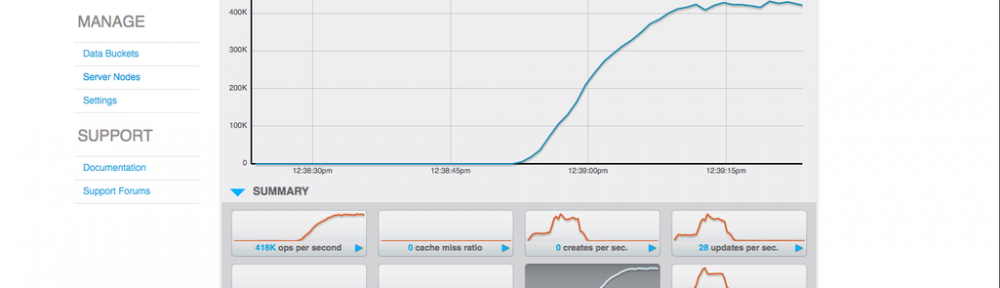 MANAGE
Data Buckets
Server Nodes
Settings
SUPPORT
Documentation
Support Forums
400K
300K
200K
100K
0
12:38:30pm 12:38:45pm 12:39:00pm 12:39:15pm
SUMMARY
418K ops per second
0 cache miss ratio
0 creates per sec.
28 updates per sec.